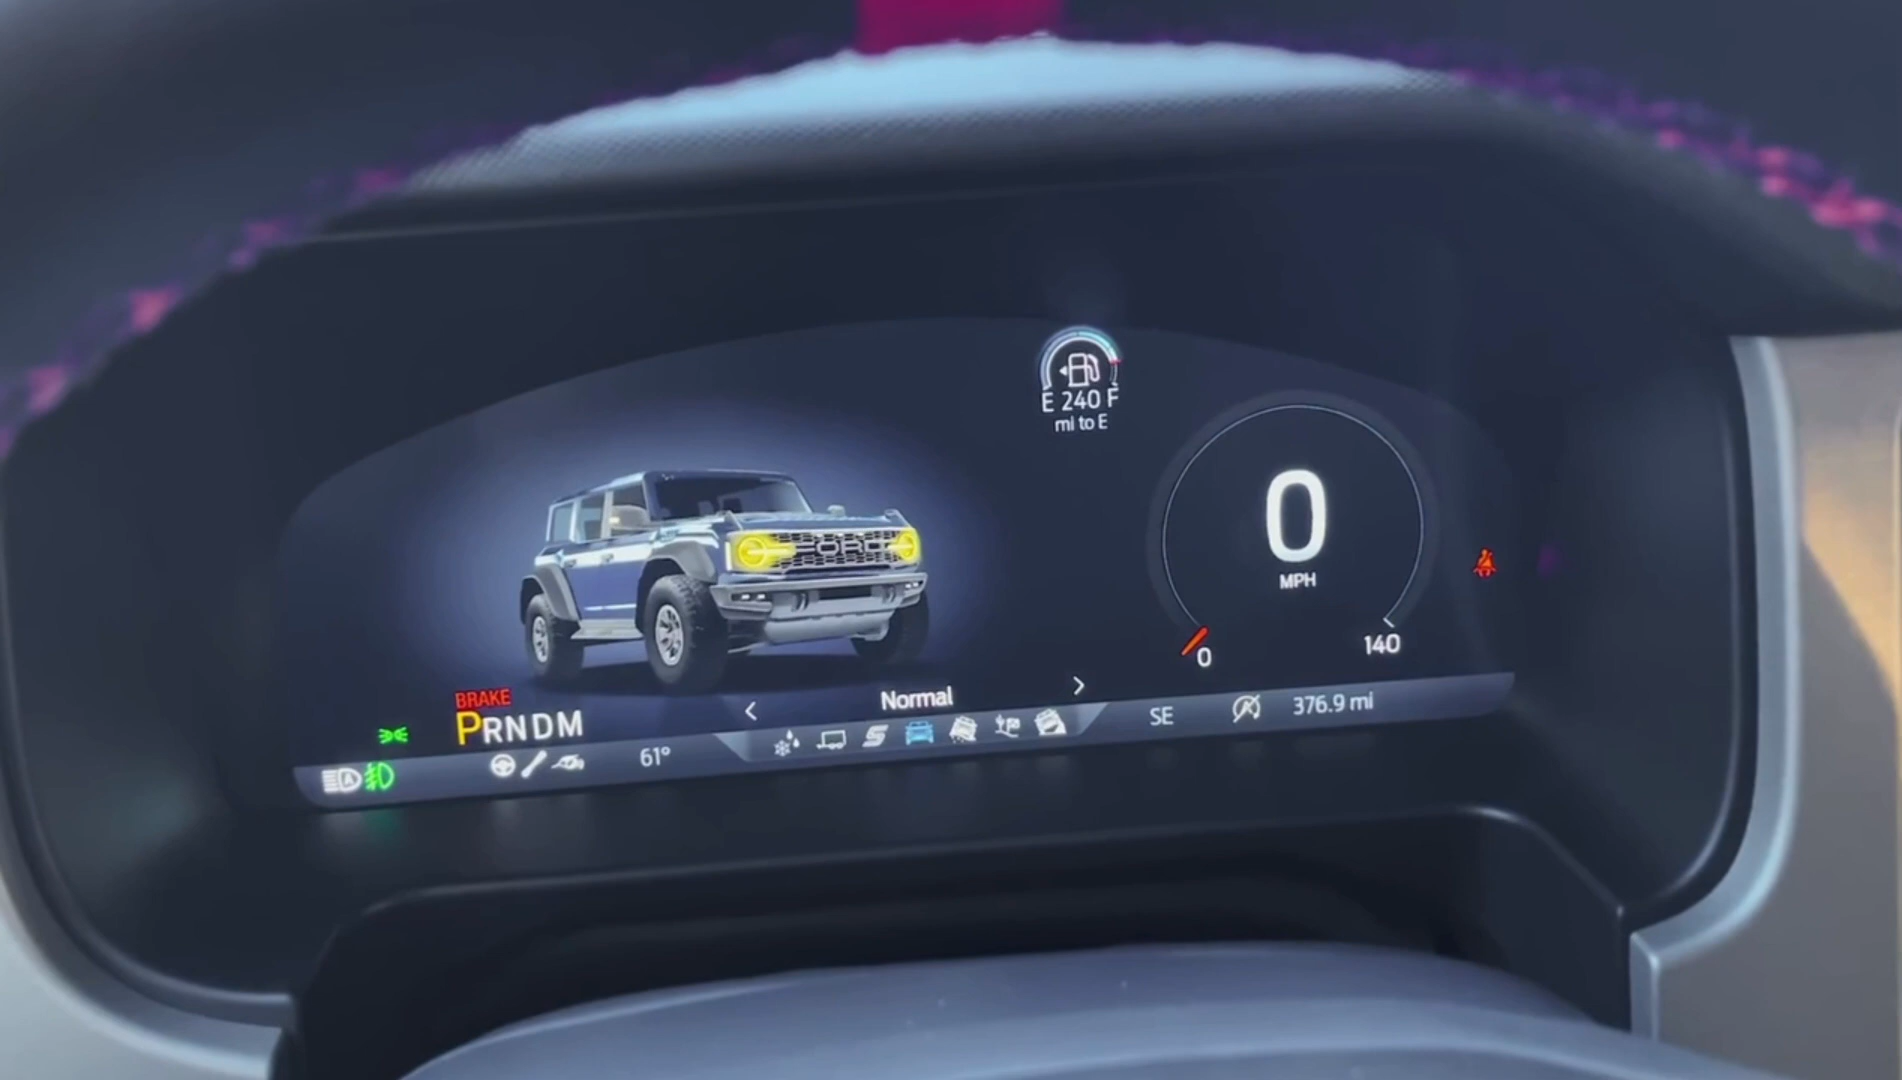 E 240 F
mi to E
FORD
0
MPH
0
140
BRAKE
PRNDM
Normal
A
61°
SE
A
376.9 mi